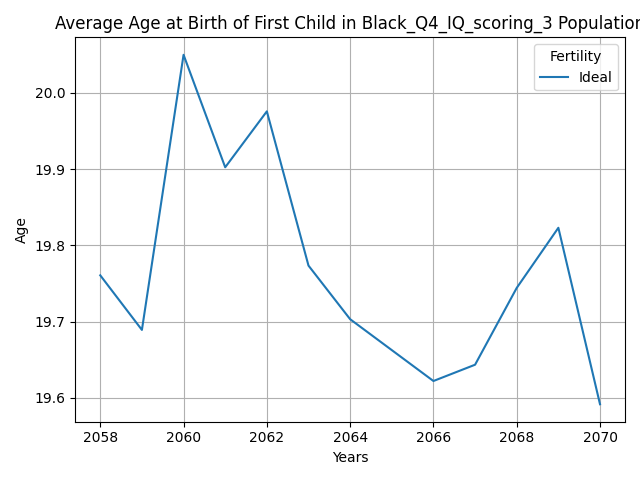 Average Age at Birth of First Child in Black_Q4_IQ_scoring_3 Population
Fertility
Ideal
20.0
19.9
19.8
19.7
19.6
Age
2058
2060
2062
2064
2066
2068
2070
Years